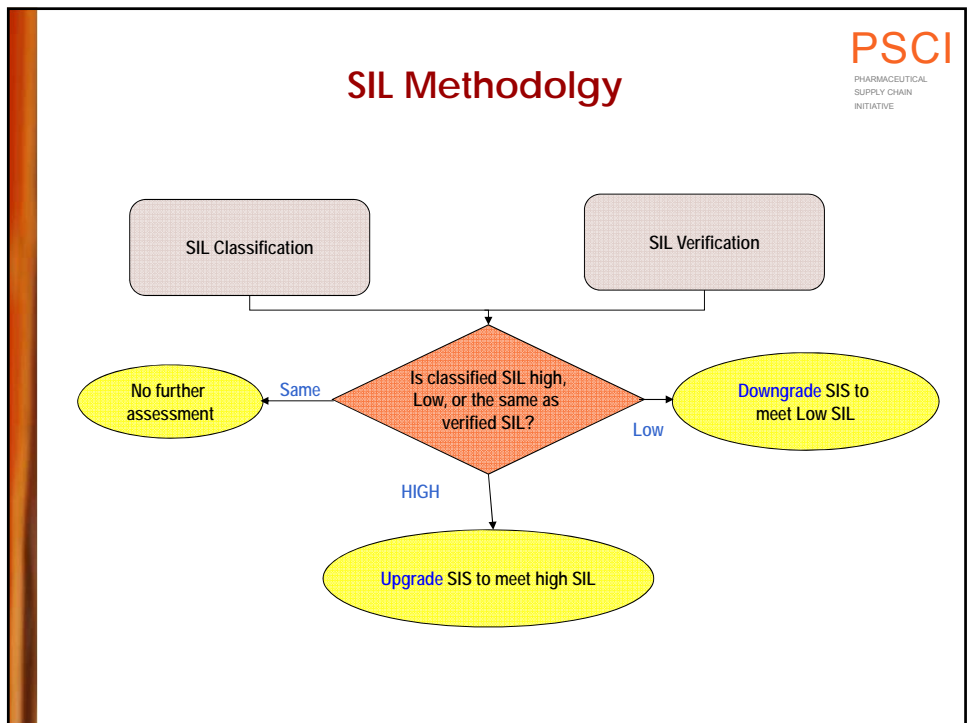 PSCI
PHARMACEUTICAL
SUPPLY CHAIN
INITIATIVE
SIL Methodolgy
SIL Classification
SIL Verification
Is classified SIL high,
Low, or the same as
verified SIL?
Same
No further
assessment
Low
Downgrade SIS to
meet Low SIL
HIGH
Upgrade SIS to meet high SIL